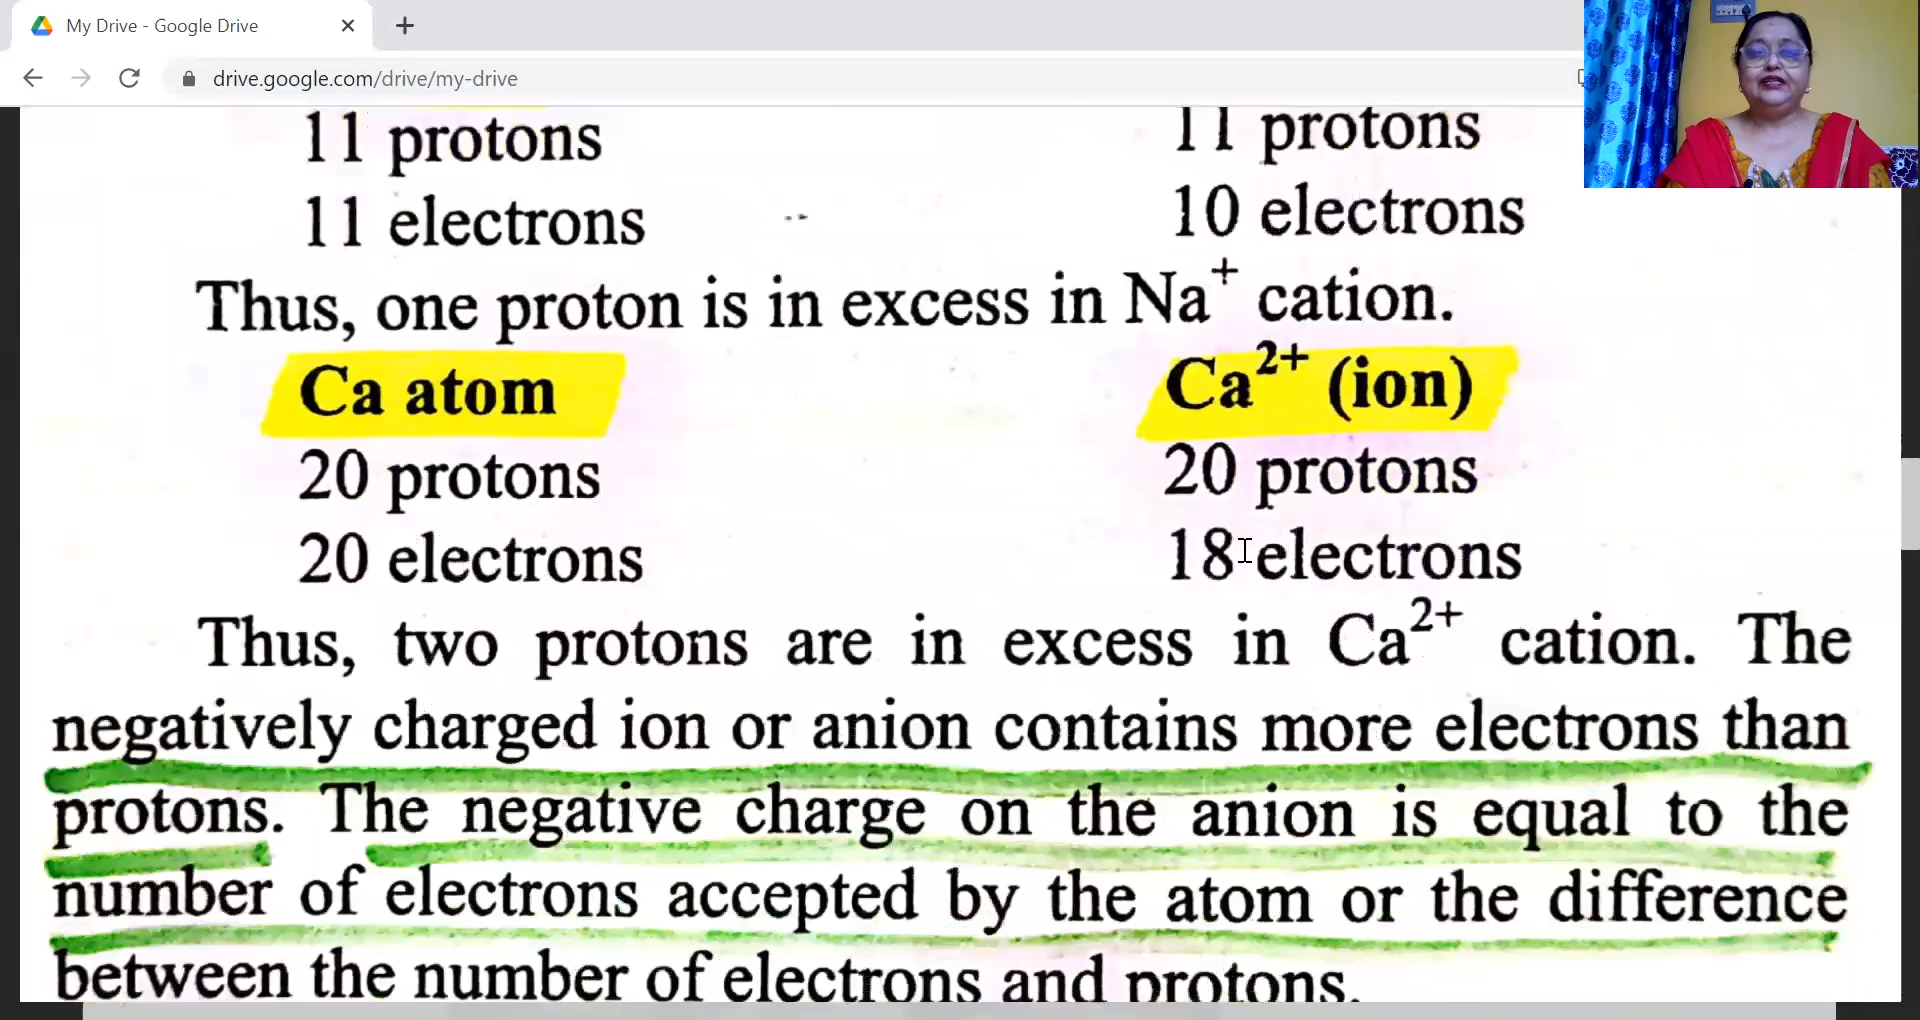 My Drive - Google Drive
drive.google.com/drive/my-drive
11 protons 11 protons
11 electrons 10 electrons
Thus, one proton is in excess in Na⁺ cation.
Ca atom Ca²⁺ (ion)
20 protons 20 protons
20 electrons 18 electrons
Thus, two protons are in excess in Ca²⁺ cation. The
negatively charged ion or anion contains more electrons than
protons. The negative charge on the anion is equal to the
number of electrons accepted by the atom or the difference
between the number of electrons and protons.